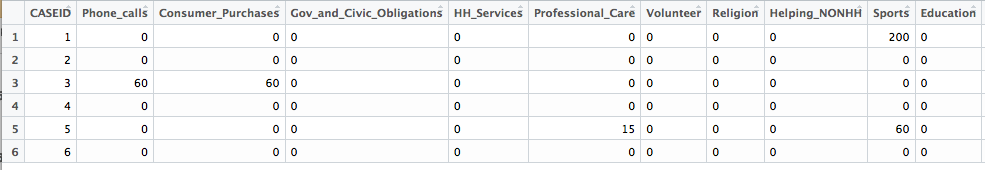 CASEID Phone_calls Consumer_Purchases Gov_and_Civic_Obligations HH_Services Professional_Care Volunteer Religion Helping_NONHH Sports Education
1 1 0 0 0 0 0 0 0 0 200 0
2 2 0 0 0 0 0 0 0 0 0 0
3 3 60 60 0 0 0 0 0 0 0 0
4 4 0 0 0 0 0 0 0 0 0 0
5 5 0 0 0 0 15 0 0 0 60 0
6 6 0 0 0 0 0 0 0 0 0 0